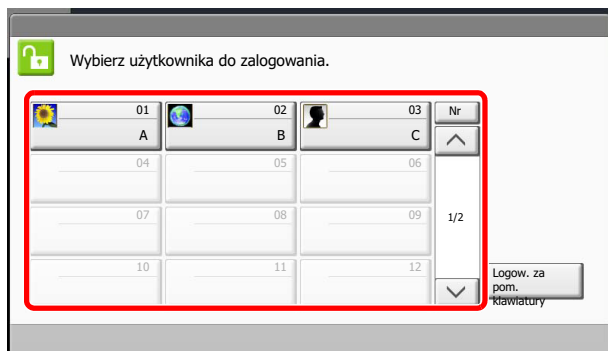 Wybierz użytkownika do zalogowania.
01 02 03 Nr
A B C
04 05 06
07 08 09 1/2
10 11 12
Logow. za
pom.
klawiatury